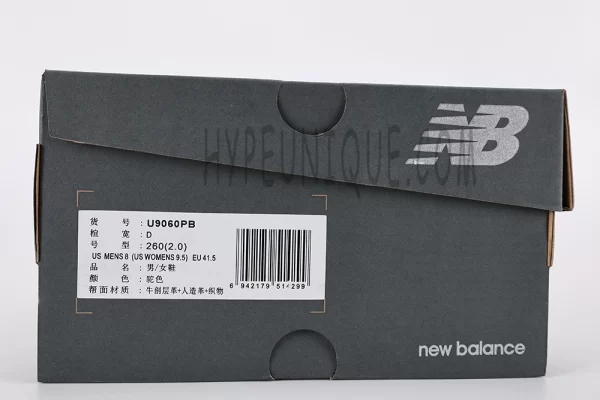 NB
HYPEUNIQUE.COM
货 号 : U9060PB
楦 宽 : D
号 型 : 260(2.0)
US MENS 8 (US WOMENS 9.5) EU 41.5
品 名 : 男/女鞋
颜 色 : 驼色
帮面材质 : 牛剖层革+人造革+织物
6 942179 514299
new balance